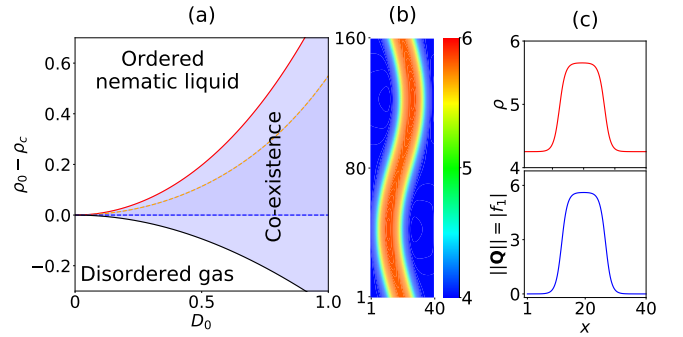 (a)
Ordered
nematic liquid
Co-existence
Disordered gas
0.6
0.4
0.2
0.0
−0.2
ρ₀ − ρ_c
0
0.5
1.0
D₀
(b)
160
80
1
1
40
6
5
4
(c)
6
5
4
ρ
6
3
0
||Q|| = |f₁|
1
20
40
x